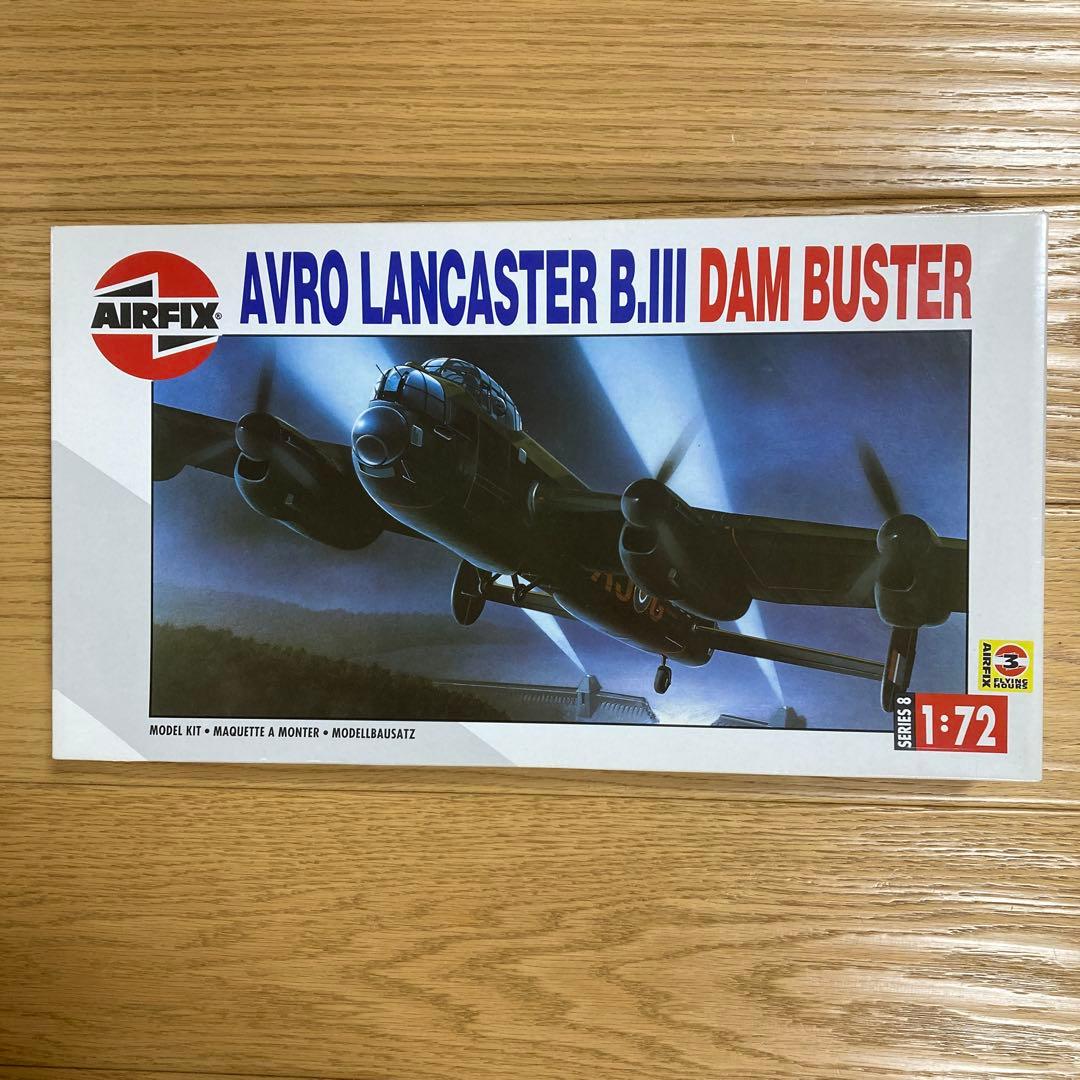 AIRFIX®
AVRO LANCASTER B.III DAM BUSTER
AJ G
AIRFIX
3
FLYING
HOURS
MODEL KIT • MAQUETTE A MONTER • MODELLBAUSATZ
SERIES 8
1:72